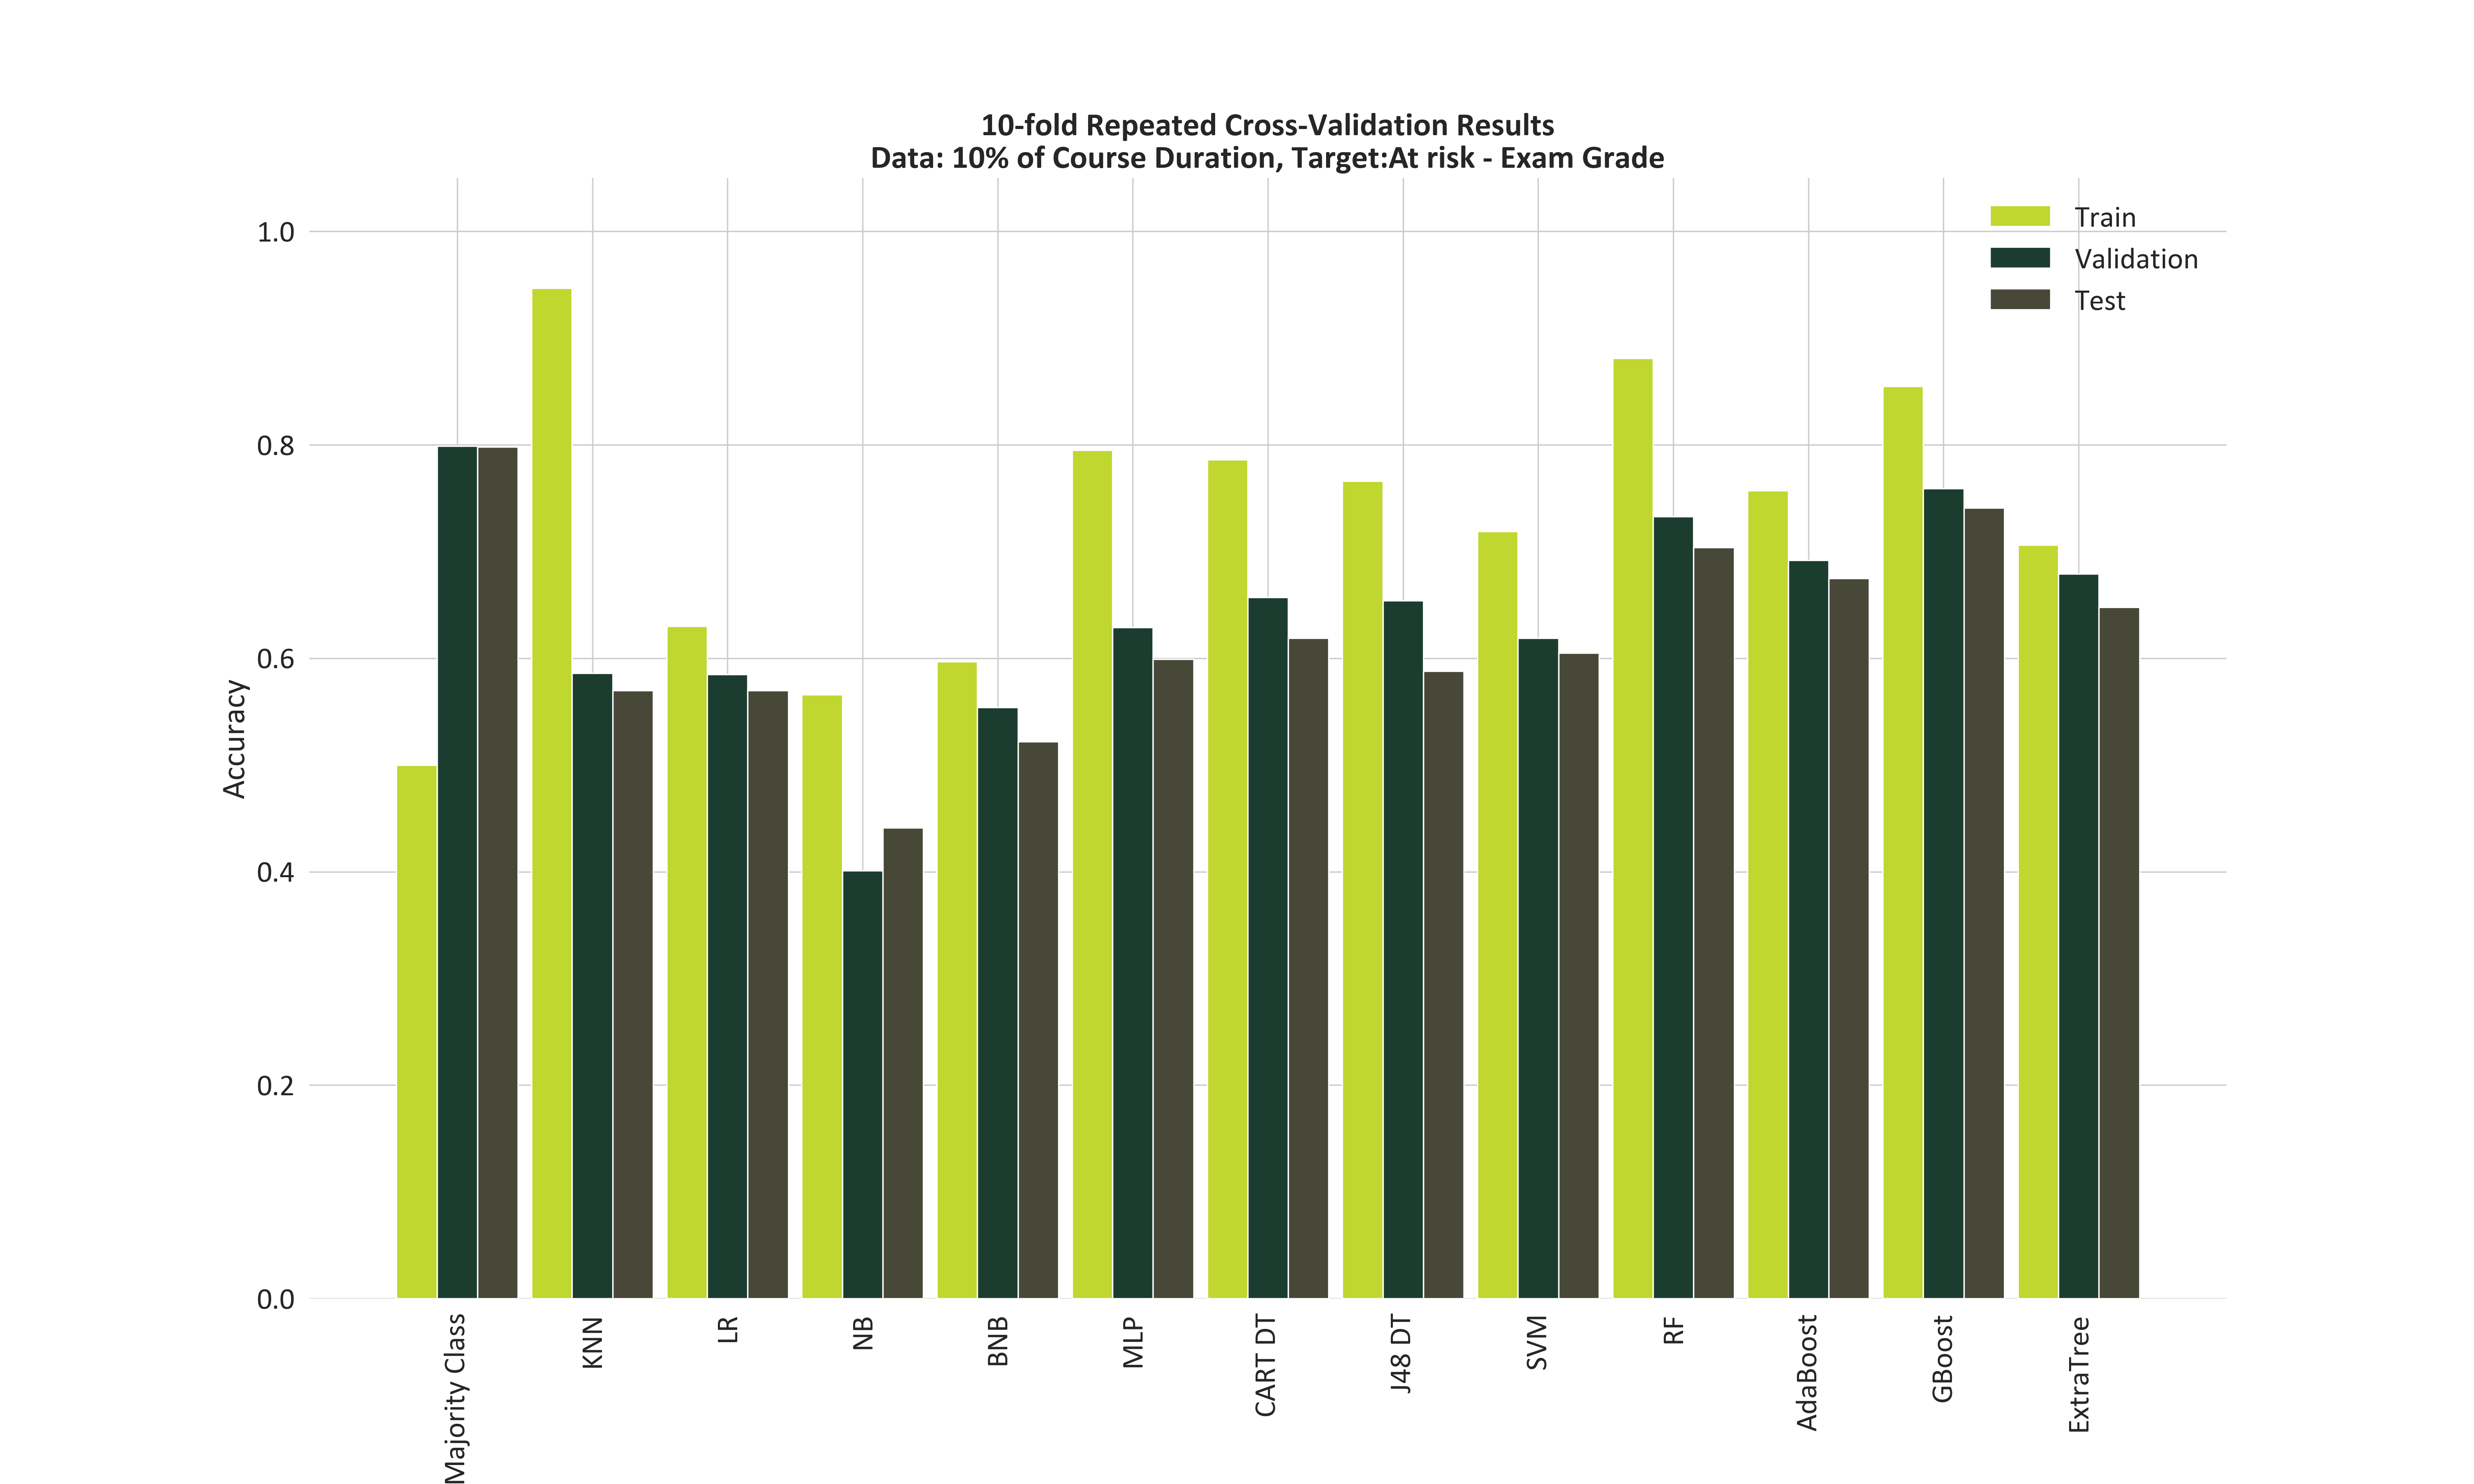 10-fold Repeated Cross-Validation Results
Data: 10% of Course Duration, Target:At risk - Exam Grade
Train
Validation
Test
1.0
0.8
0.6
0.4
0.2
0.0
Accuracy
Majority Class
KNN
LR
NB
BNB
MLP
CART DT
J48 DT
SVM
RF
AdaBoost
GBoost
ExtraTree